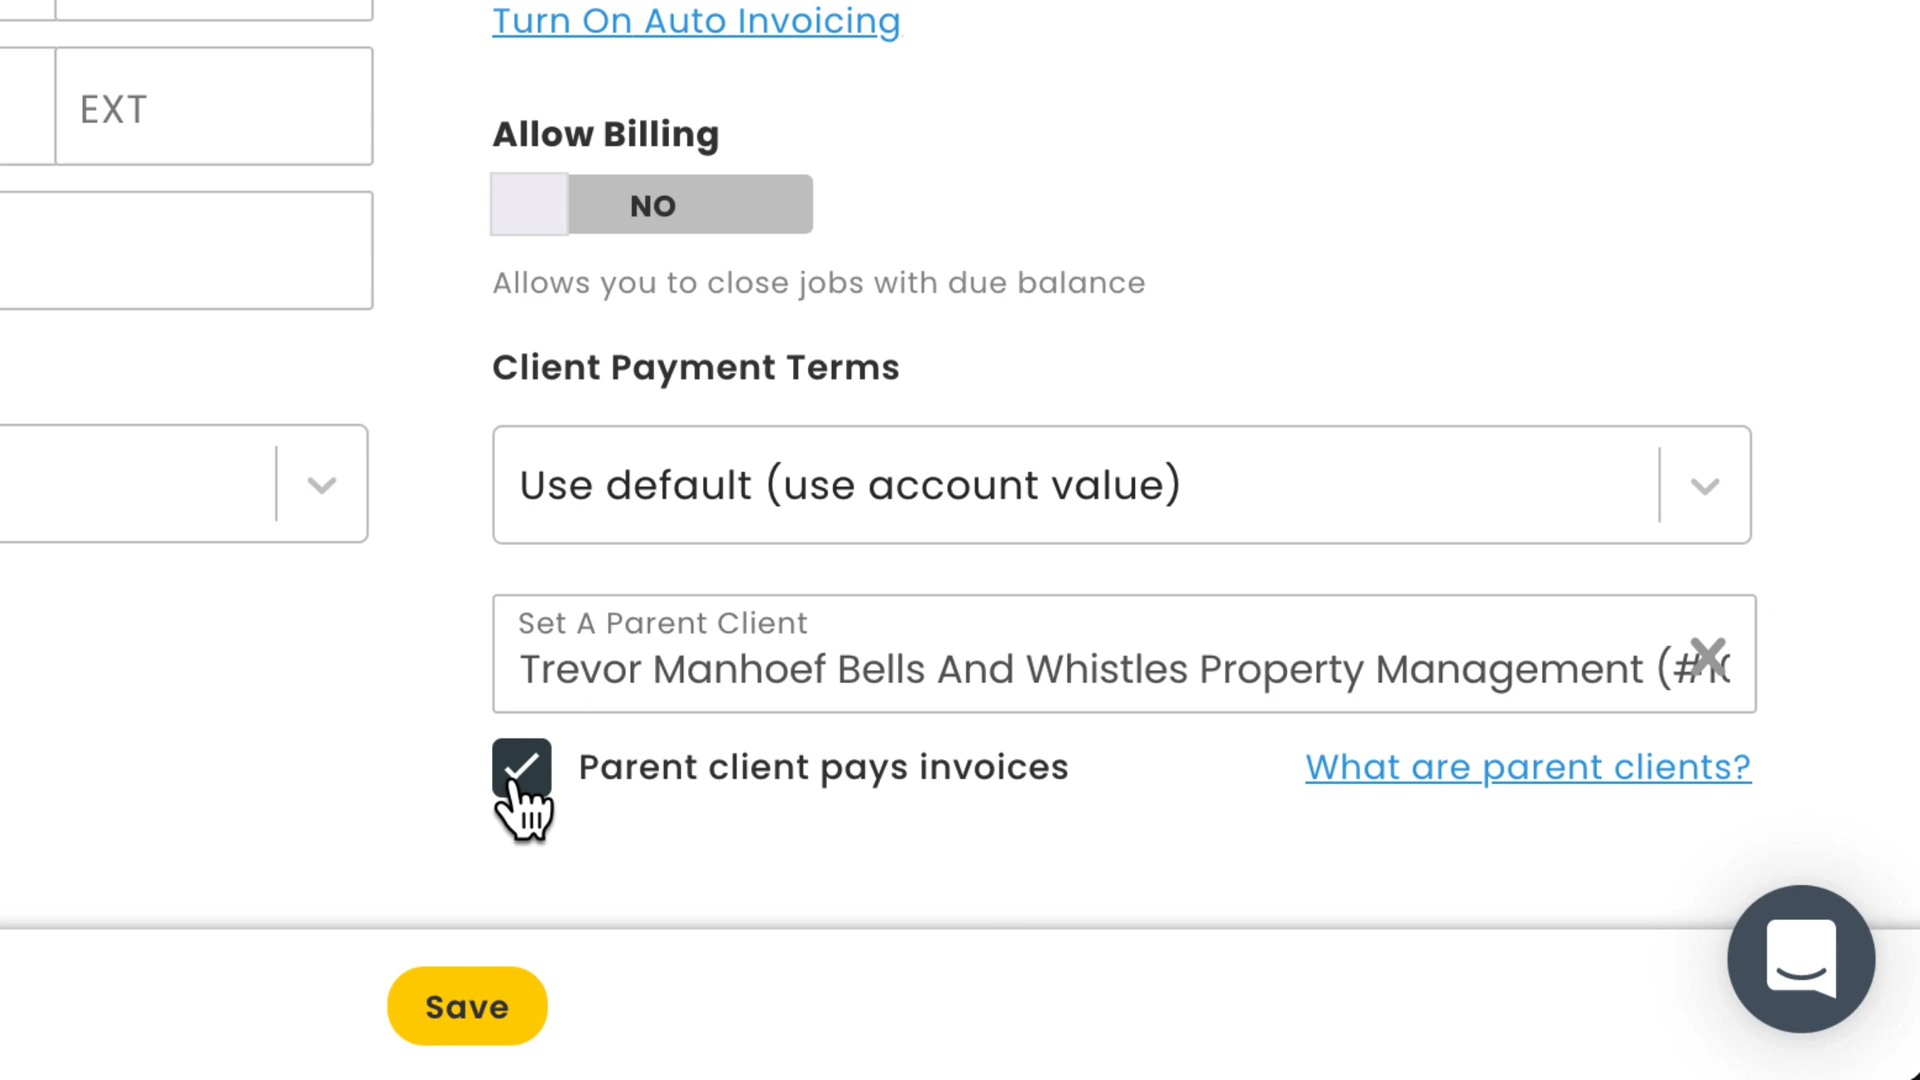 Turn On Auto Invoicing
EXT
Allow Billing
NO
Allows you to close jobs with due balance
Client Payment Terms
Use default (use account value)
Set A Parent Client
Trevor Manhoef Bells And Whistles Property Management
Parent client pays invoices
What are parent clients?
Save